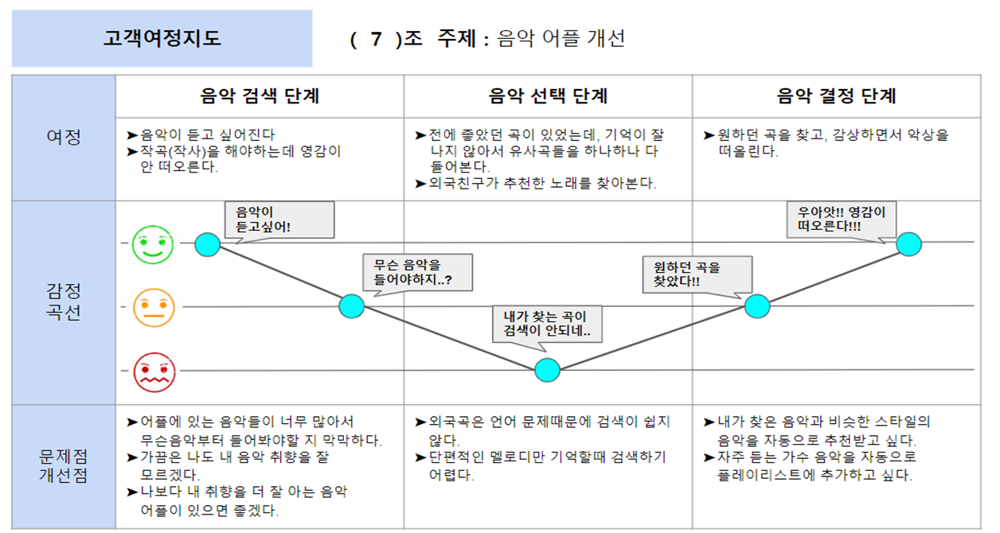 고객여정지도
( 7 )조 주제 : 음악 어플 개선
여정
음악 검색 단계
음악 선택 단계
음악 결정 단계
➤음악이 듣고 싶어진다
➤작곡(작사)을 해야하는데 영감이
안 떠오른다.
➤전에 좋았던 곡이 있었는데, 기억이 잘
나지 않아서 유사곡들을 하나하나 다
들어본다.
➤외국친구가 추천한 노래를 찾아본다.
➤원하던 곡을 찾고, 감상하면서 악상을
떠올린다.
감정
곡선
음악이
듣고싶어!
무슨 음악을
들어야하지..?
내가 찾는 곡이
검색이 안되네..
원하던 곡을
찾았다!!
우아앗!! 영감이
떠오른다!!!
문제점
개선점
➤어플에 있는 음악들이 너무 많아서
무슨음악부터 들어봐야할 지 막막하다.
➤가끔은 나도 내 음악 취향을 잘
모르겠다.
➤나보다 내 취향을 더 잘 아는 음악
어플이 있으면 좋겠다.
➤외국곡은 언어 문제때문에 검색이 쉽지
않다.
➤단편적인 멜로디만 기억할때 검색하기
어렵다.
➤내가 찾은 음악과 비슷한 스타일의
음악을 자동으로 추천받고 싶다.
➤자주 듣는 가수 음악을 자동으로
플레이리스트에 추가하고 싶다.